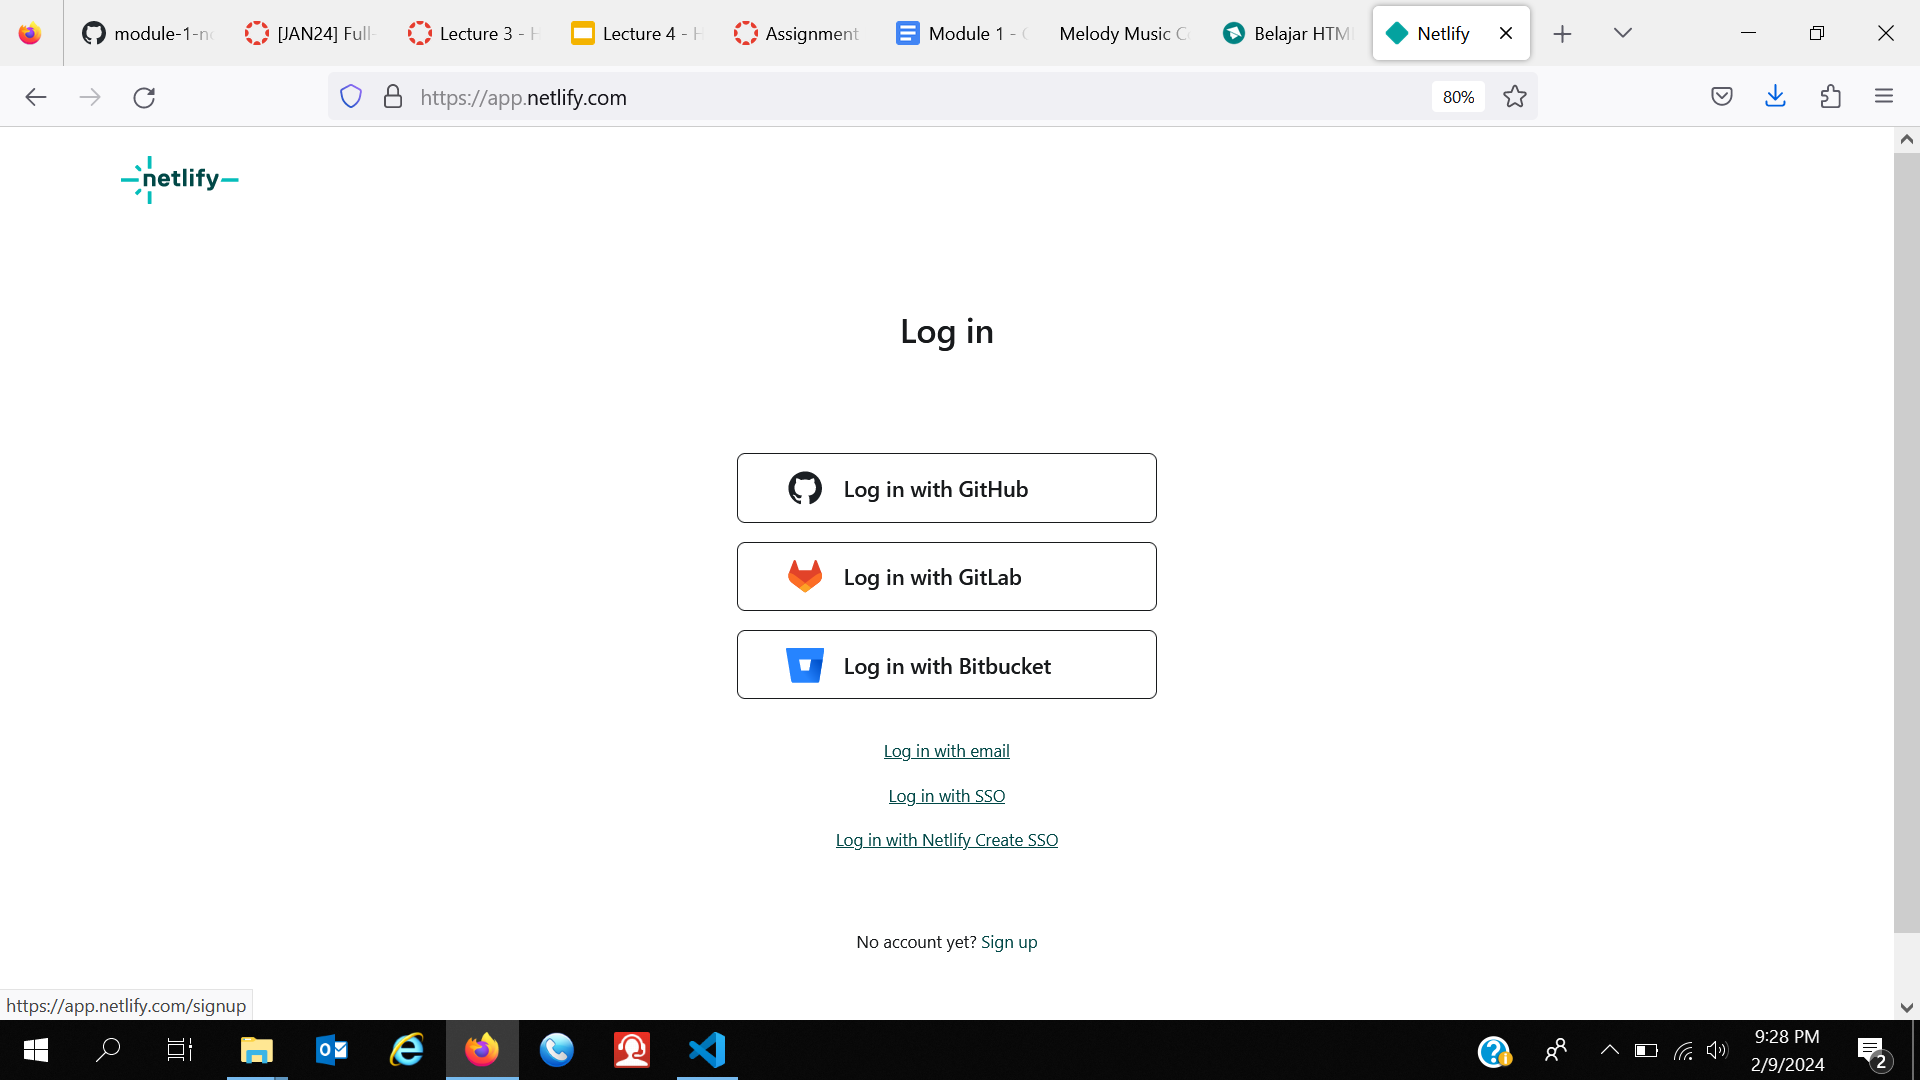 module-1-n
[JAN24] Full-
Lecture 3 - H
Lecture 4 - H
Assignment
Module 1 -
Melody Music C
Belajar HTM
Netlify
https://app.netlify.com
80%
netlify
Log in
Log in with GitHub
Log in with GitLab
Log in with Bitbucket
Log in with email
Log in with SSO
Log in with Netlify Create SSO
No account yet? Sign up
https://app.netlify.com/signup
9:28 PM
2/9/2024
2